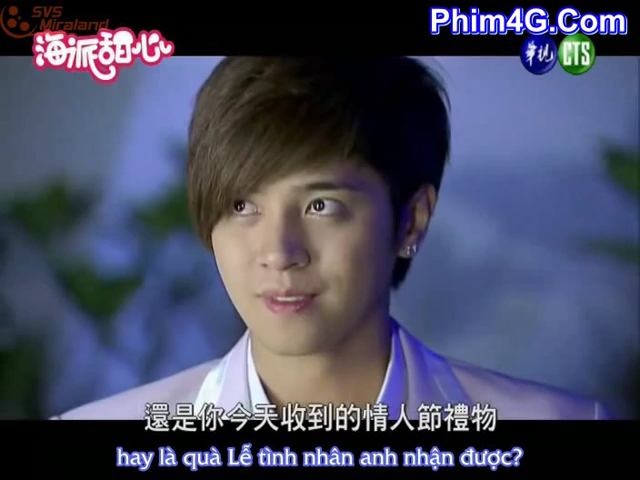 SVS
Miraland
Phim4G.Com
海派甜心
華視 CTS
還是你今天收到的情人節禮物
hay là quà Lễ tình nhân anh nhận được?